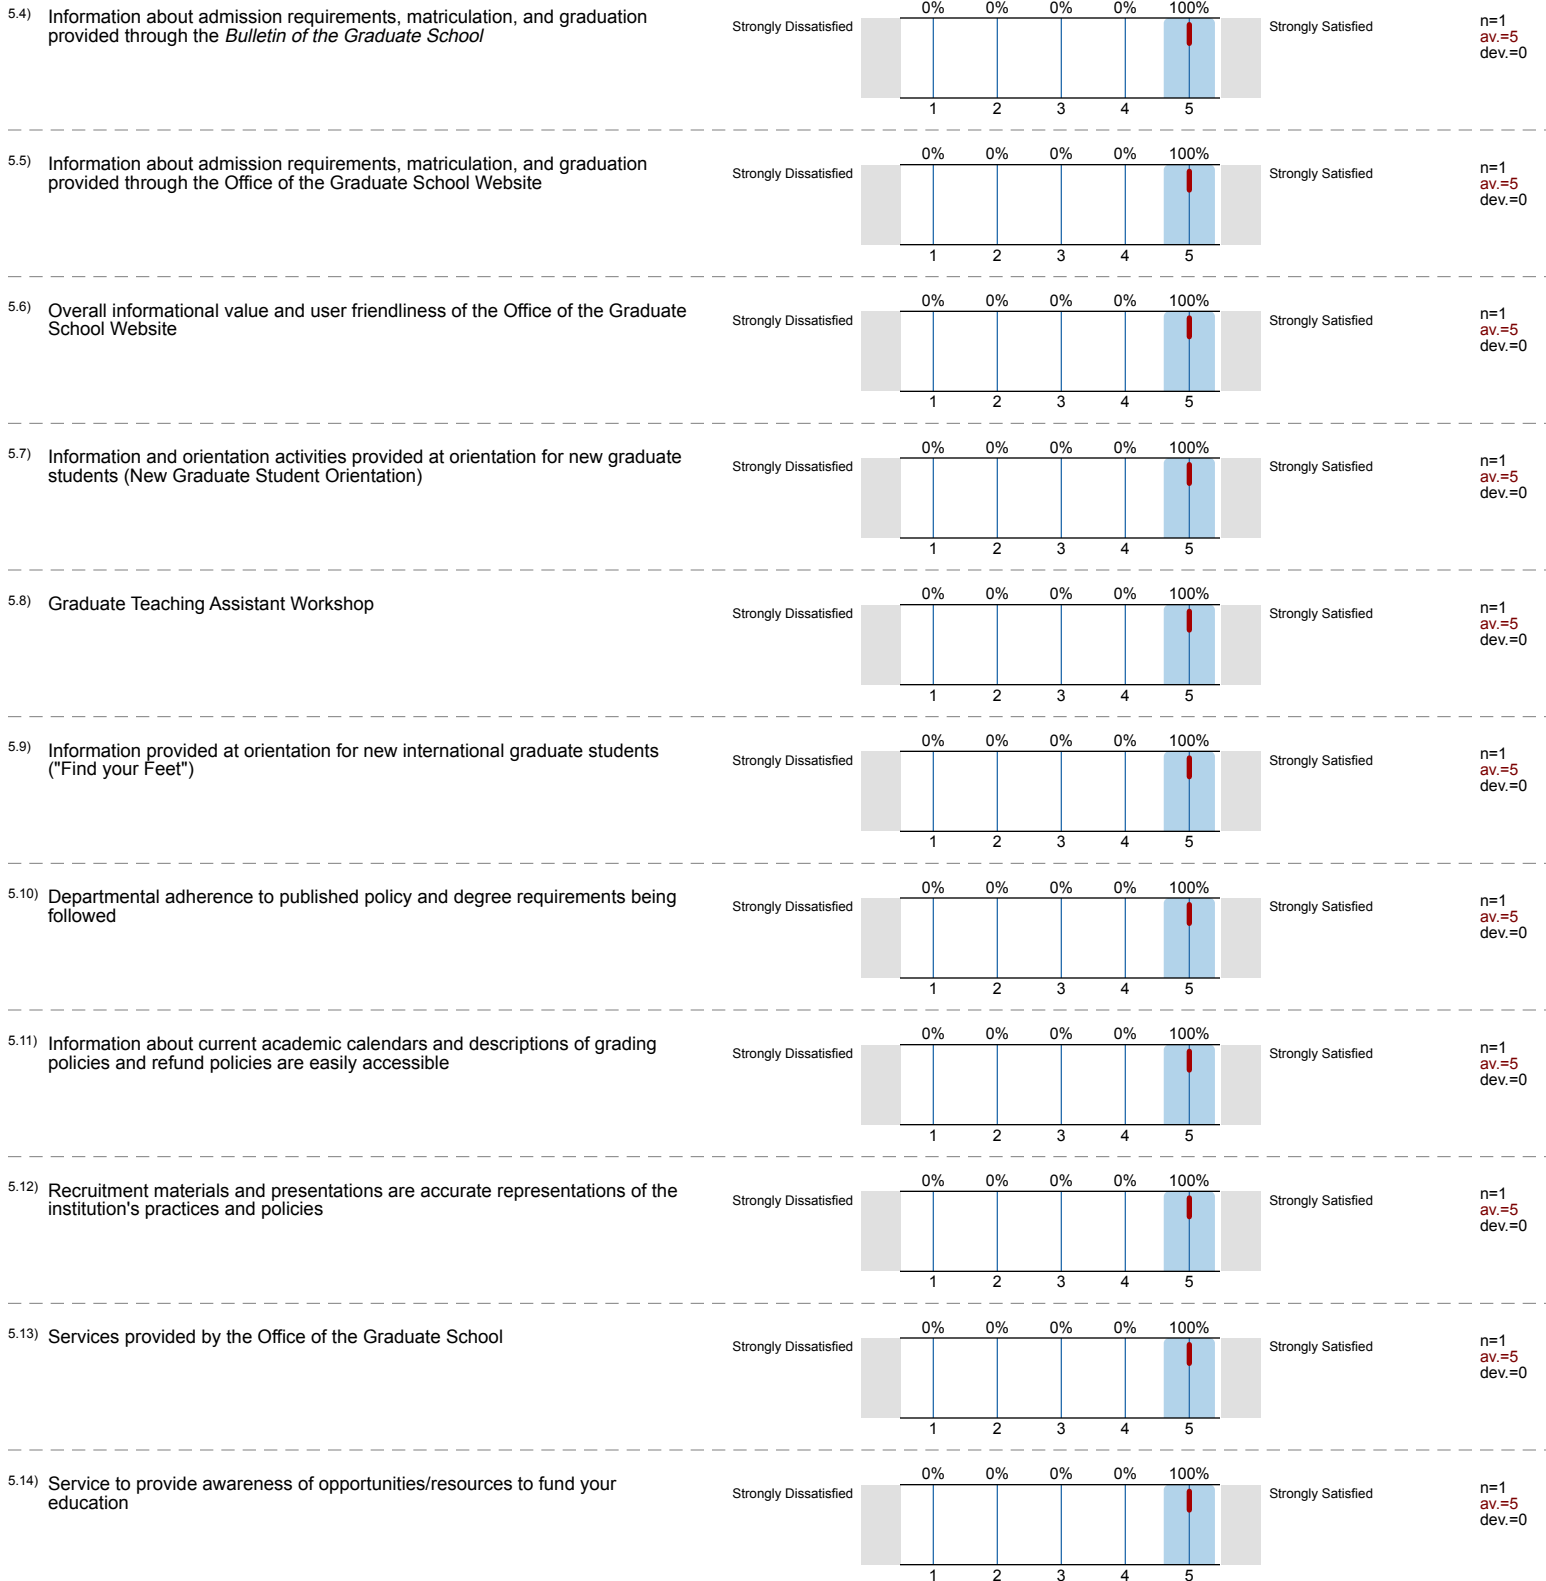 5.4) Information about admission requirements, matriculation, and graduation
provided through the Bulletin of the Graduate School
Strongly Dissatisfied
0% 0% 0% 0% 100%
1 2 3 4 5
Strongly Satisfied
n=1
av.=5
dev.=0
5.5) Information about admission requirements, matriculation, and graduation
provided through the Office of the Graduate School Website
Strongly Dissatisfied
0% 0% 0% 0% 100%
1 2 3 4 5
Strongly Satisfied
n=1
av.=5
dev.=0
5.6) Overall informational value and user friendliness of the Office of the Graduate
School Website
Strongly Dissatisfied
0% 0% 0% 0% 100%
1 2 3 4 5
Strongly Satisfied
n=1
av.=5
dev.=0
5.7) Information and orientation activities provided at orientation for new graduate
students (New Graduate Student Orientation)
Strongly Dissatisfied
0% 0% 0% 0% 100%
1 2 3 4 5
Strongly Satisfied
n=1
av.=5
dev.=0
5.8) Graduate Teaching Assistant Workshop
Strongly Dissatisfied
0% 0% 0% 0% 100%
1 2 3 4 5
Strongly Satisfied
n=1
av.=5
dev.=0
5.9) Information provided at orientation for new international graduate students
("Find your Feet")
Strongly Dissatisfied
0% 0% 0% 0% 100%
1 2 3 4 5
Strongly Satisfied
n=1
av.=5
dev.=0
5.10) Departmental adherence to published policy and degree requirements being
followed
Strongly Dissatisfied
0% 0% 0% 0% 100%
1 2 3 4 5
Strongly Satisfied
n=1
av.=5
dev.=0
5.11) Information about current academic calendars and descriptions of grading
policies and refund policies are easily accessible
Strongly Dissatisfied
0% 0% 0% 0% 100%
1 2 3 4 5
Strongly Satisfied
n=1
av.=5
dev.=0
5.12) Recruitment materials and presentations are accurate representations of the
institution's practices and policies
Strongly Dissatisfied
0% 0% 0% 0% 100%
1 2 3 4 5
Strongly Satisfied
n=1
av.=5
dev.=0
5.13) Services provided by the Office of the Graduate School
Strongly Dissatisfied
0% 0% 0% 0% 100%
1 2 3 4 5
Strongly Satisfied
n=1
av.=5
dev.=0
5.14) Service to provide awareness of opportunities/resources to fund your
education
Strongly Dissatisfied
0% 0% 0% 0% 100%
1 2 3 4 5
Strongly Satisfied
n=1
av.=5
dev.=0